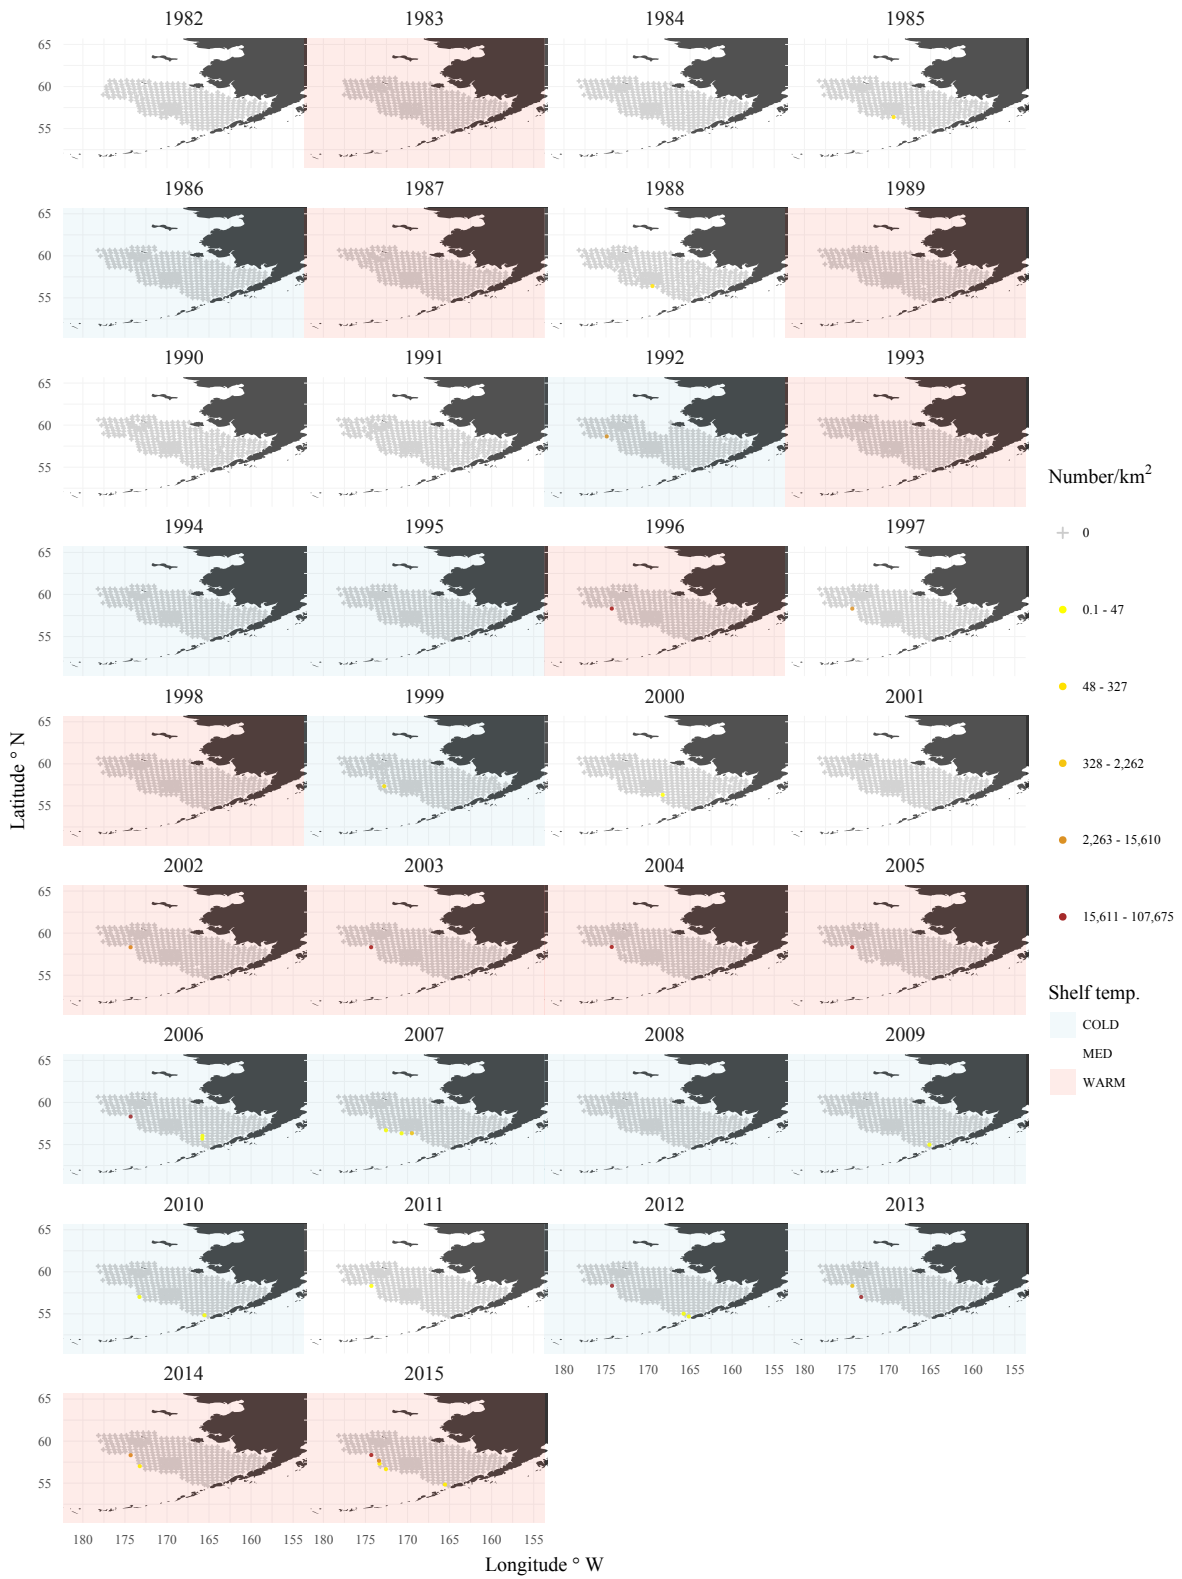 1982 1983 1984 1985
65
60
55
1986 1987 1988 1989
65
60
55
1990 1991 1992 1993
65
60
55
Number/km2
0
0.1 - 47
48 - 327
328 - 2,262
2,263 - 15,610
15,611 - 107,675
1994 1995 1996 1997
65
60
55
1998 1999 2000 2001
65
60
55
Latitude ° N
2002 2003 2004 2005
65
60
55
Shelf temp.
COLD
MED
WARM
2006 2007 2008 2009
65
60
55
2010 2011 2012 2013
65
60
55
180 175 170 165 160 155 180 175 170 165 160 155
2014 2015
65
60
55
180 175 170 165 160 155 180 175 170 165 160 155
Longitude ° W